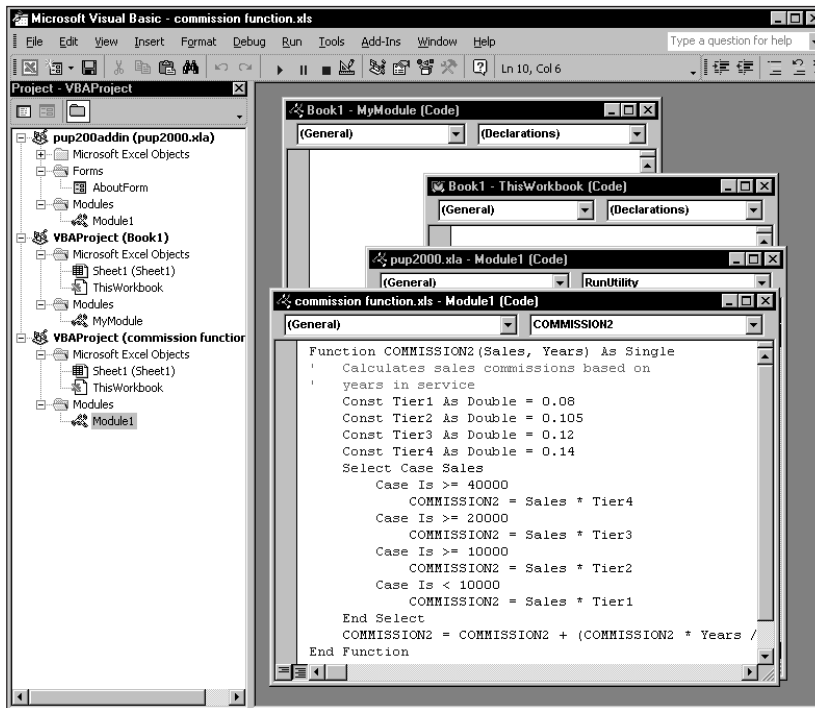 Microsoft Visual Basic - commission function.xls
File Edit View Insert Format Debug Run Tools Add-Ins Window Help
Type a question for help
Ln 10, Col 6
Project - VBAProject
pup200addin (pup2000.xla)
Microsoft Excel Objects
Forms
AboutForm
Modules
Module1
VBAProject (Book1)
Microsoft Excel Objects
Sheet1 (Sheet1)
ThisWorkbook
Modules
MyModule
VBAProject (commission function
Microsoft Excel Objects
Sheet1 (Sheet1)
ThisWorkbook
Modules
Module1
Book1 - MyModule (Code)
(General) (Declarations)
Book1 - ThisWorkbook (Code)
(General) (Declarations)
pup2000.xla - Module1 (Code)
(General) RunUtility
commission function.xls - Module1 (Code)
(General) COMMISSION2
Function COMMISSION2(Sales, Years) As Single
' Calculates sales commissions based on
' years in service
Const Tier1 As Double = 0.08
Const Tier2 As Double = 0.105
Const Tier3 As Double = 0.12
Const Tier4 As Double = 0.14
Select Case Sales
Case Is >= 40000
COMMISSION2 = Sales * Tier4
Case Is >= 20000
COMMISSION2 = Sales * Tier3
Case Is >= 10000
COMMISSION2 = Sales * Tier2
Case Is < 10000
COMMISSION2 = Sales * Tier1
End Select
COMMISSION2 = COMMISSION2 + (COMMISSION2 * Years /
End Function